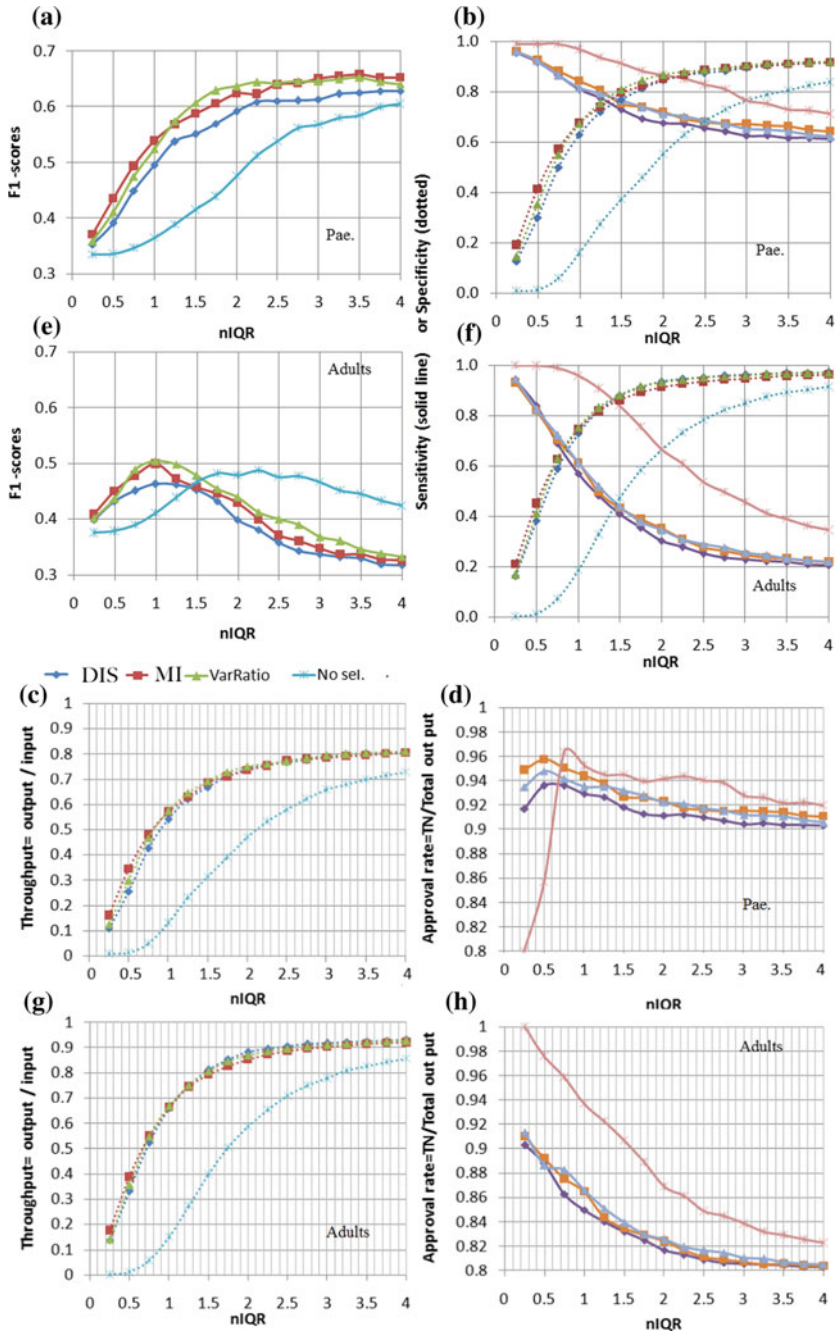 (a)
0.7
0.6
0.5
0.4
0.3
F1 -scores
Pae.
0 0.5 1 1.5 2 2.5 3 3.5 4
nIQR
(b)
1.0
0.8
0.6
0.4
0.2
0.0
Pae.
0 0.5 1 1.5 2 2.5 3 3.5 4
nIQR
Sensitivity (solid line) or Specificity (dotted)
(e)
0.7
0.6
0.5
0.4
0.3
F1 -scores
Adults
0 0.5 1 1.5 2 2.5 3 3.5 4
nIQR
(f)
1.0
0.8
0.6
0.4
0.2
0.0
Adults
0 0.5 1 1.5 2 2.5 3 3.5 4
nIQR
DIS MI VarRatio No sel. .
(c)
1
0.9
0.8
0.7
0.6
0.5
0.4
0.3
0.2
0.1
0
Throughput= output / input
0 0.5 1 1.5 2 2.5 3 3.5 4
nIQR
(d)
1
0.98
0.96
0.94
0.92
0.9
0.88
0.86
0.84
0.82
0.8
Approval rate=TN/Total out put
Pae.
0 0.5 1 1.5 2 2.5 3 3.5 4
nIQR
(g)
1
0.9
0.8
0.7
0.6
0.5
0.4
0.3
0.2
0.1
0
Throughput= output / input
Adults
0 0.5 1 1.5 2 2.5 3 3.5 4
nIQR
(h)
1
0.98
0.96
0.94
0.92
0.9
0.88
0.86
0.84
0.82
0.8
Approval rate=TN/Total out put
Adults
0 0.5 1 1.5 2 2.5 3 3.5 4
nIQR